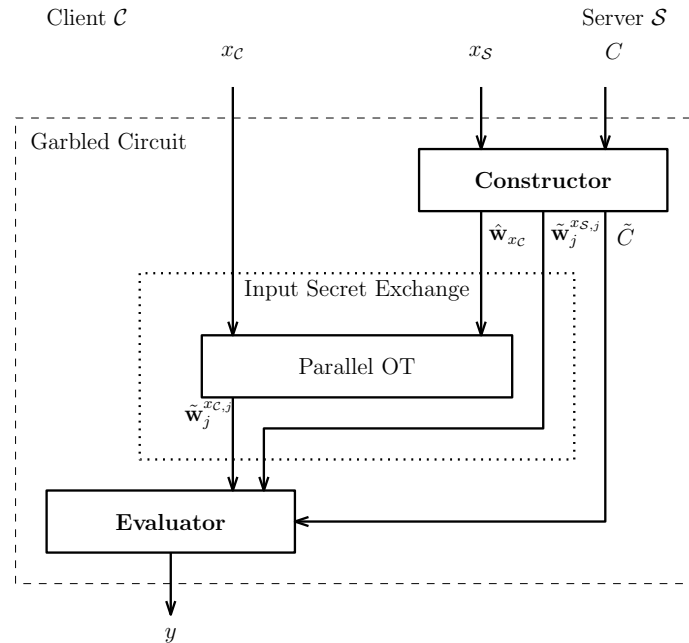 Client 𝒞 Server 𝒮
x_𝒞 x_𝒮 C
Garbled Circuit
Constructor
ŵ_{x_𝒞} w̃_j^{x_{𝒮,j}} C̃
Input Secret Exchange
Parallel OT
w̃_j^{x_{𝒞,j}}
Evaluator
y